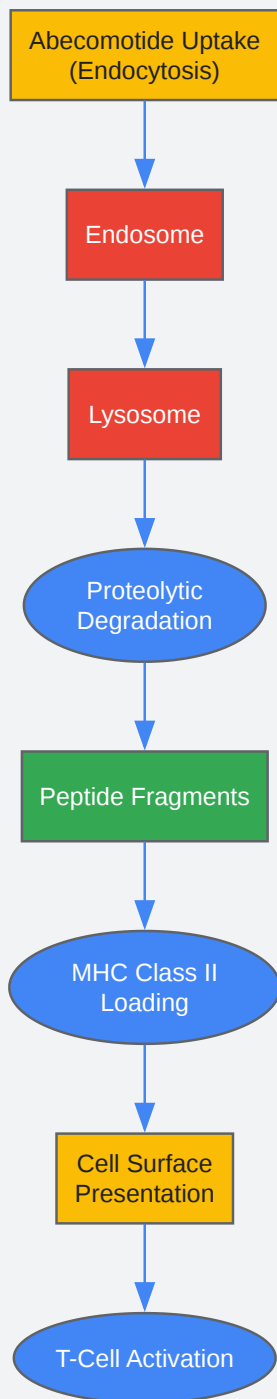 Abecomotide Uptake
(Endocytosis)
Endosome
Lysosome
Proteolytic
Degradation
Peptide Fragments
MHC Class II
Loading
Cell Surface
Presentation
T-Cell Activation